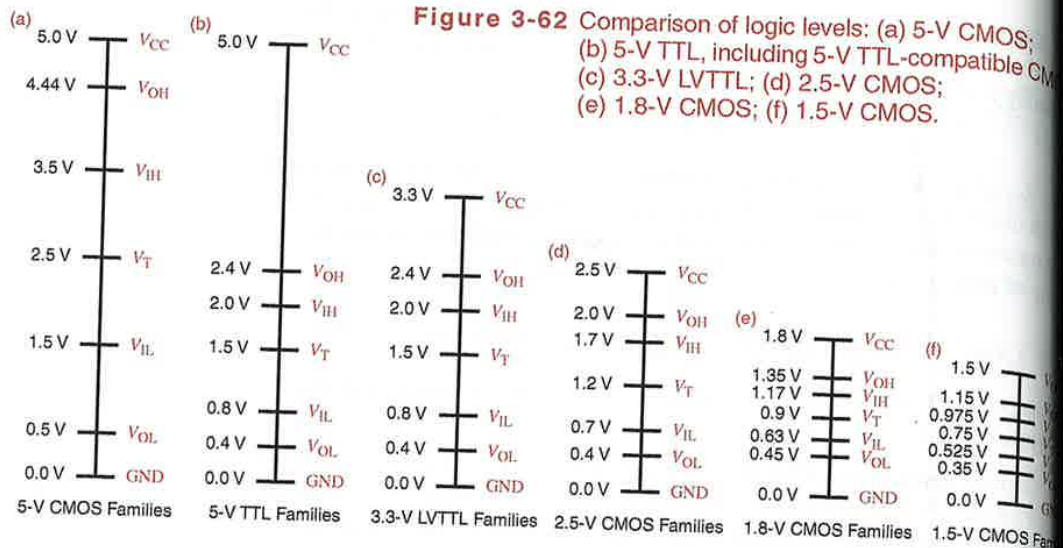 Figure 3-62 Comparison of logic levels: (a) 5-V CMOS;
(b) 5-V TTL, including 5-V TTL-compatible
(c) 3.3-V LVTTL; (d) 2.5-V CMOS;
(e) 1.8-V CMOS; (f) 1.5-V CMOS.
(a)
5.0 V VCC
4.44 V VOH
3.5 V VIH
2.5 V VT
1.5 V VIL
0.5 V VOL
0.0 V GND
5-V CMOS Families
(b)
5.0 V VCC
2.4 V VOH
2.0 V VIH
1.5 V VT
0.8 V VIL
0.4 V VOL
0.0 V GND
5-V TTL Families
(c)
3.3 V VCC
2.4 V VOH
2.0 V VIH
1.5 V VT
0.8 V VIL
0.4 V VOL
0.0 V GND
3.3-V LVTTL Families
(d)
2.5 V VCC
2.0 V VOH
1.7 V VIH
1.2 V VT
0.7 V VIL
0.4 V VOL
0.0 V GND
2.5-V CMOS Families
(e)
1.8 V VCC
1.35 V VOH
1.17 V VIH
0.9 V VT
0.63 V VIL
0.45 V VOL
0.0 V GND
1.8-V CMOS Families
(f)
1.5 V
1.15 V
0.975 V
0.75 V
0.525 V
0.35 V
0.0 V
1.5-V CMOS